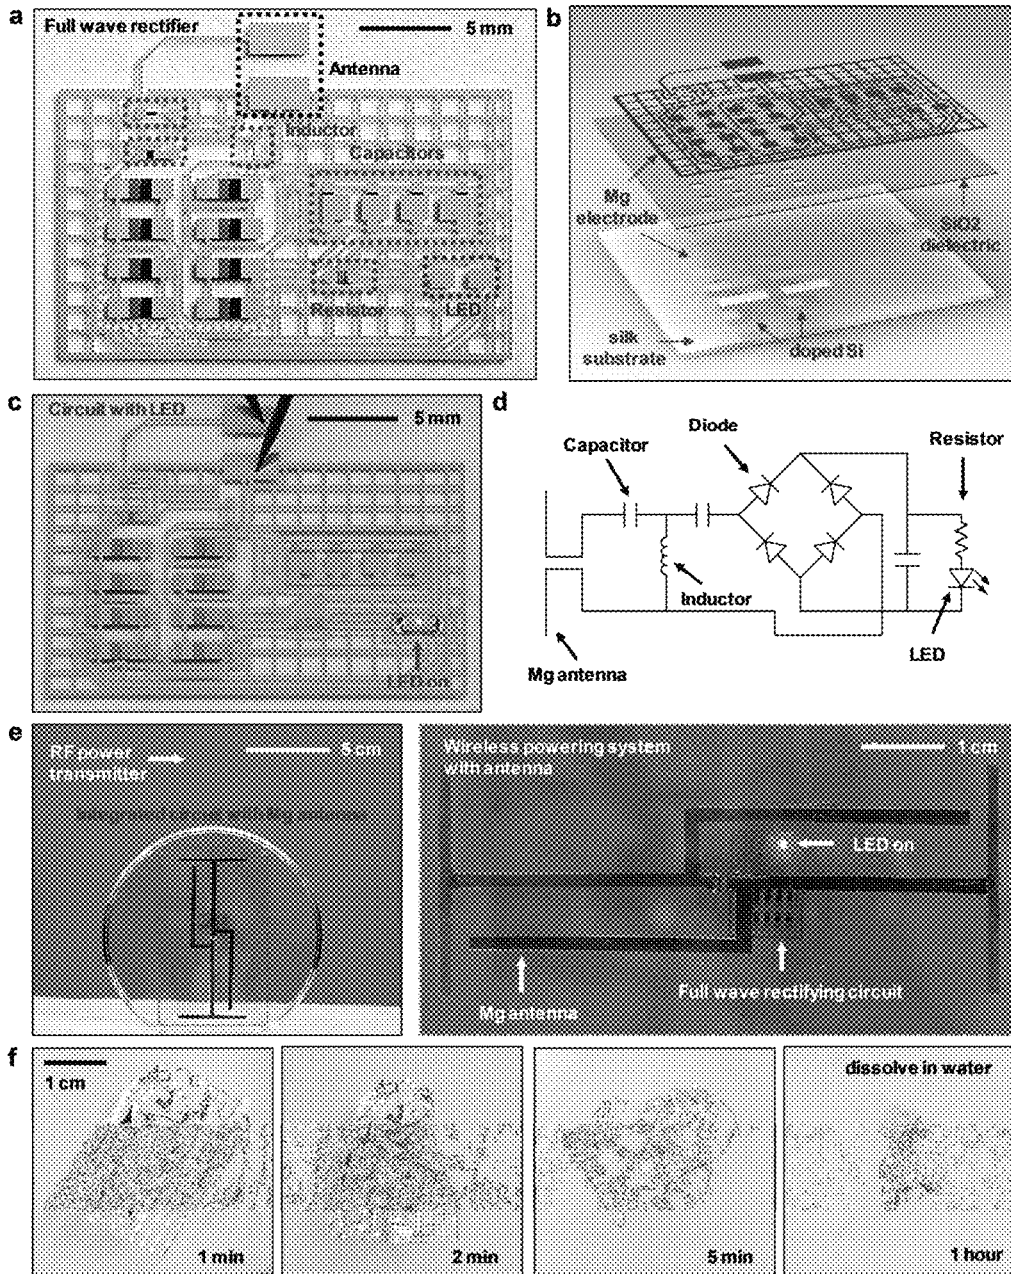 a
Full wave rectifier
5 mm
Antenna
Inductor
Capacitors
Resistor
LED
b
Mg
electrode
SiO2
dielectric
silk
substrate
doped Si
c
Circuit with LED
5 mm
LED on
d
Capacitor
Diode
Resistor
Inductor
LED
Mg antenna
e
RF power
transmitter
5 cm
Wireless powering system
with antenna
1 cm
LED on
Full wave rectifying circuit
Mg antenna
f
1 cm
1 min
2 min
5 min
dissolve in water
1 hour